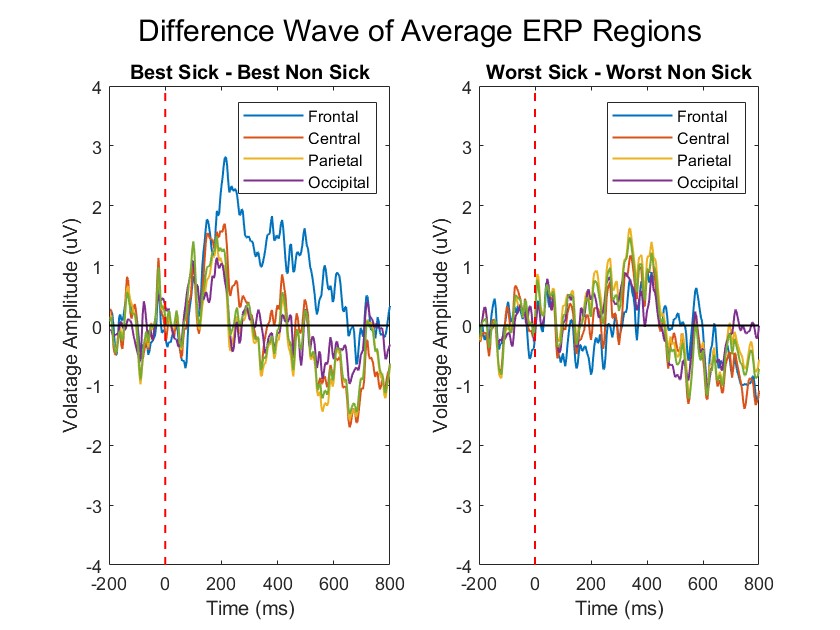 Difference Wave of Average ERP Regions
Best Sick - Best Non Sick
4
3
2
1
0
-1
-2
-3
-4
-200 0 200 400 600 800
Time (ms)
Volatage Amplitude (uV)
Frontal
Central
Parietal
Occipital
Worst Sick - Worst Non Sick
4
3
2
1
0
-1
-2
-3
-4
-200 0 200 400 600 800
Time (ms)
Volatage Amplitude (uV)
Frontal
Central
Parietal
Occipital